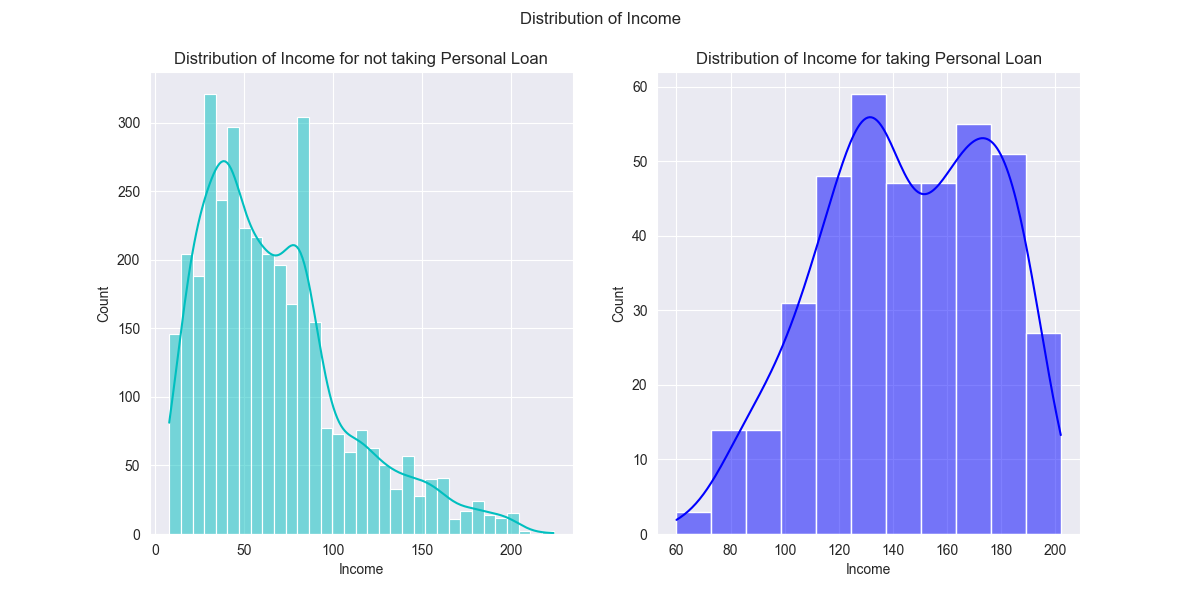 Distribution of Income
Distribution of Income for not taking Personal Loan
300
250
200
150
100
50
0
Count
0 50 100 150 200
Income
Distribution of Income for taking Personal Loan
60
50
40
30
20
10
0
Count
60 80 100 120 140 160 180 200
Income